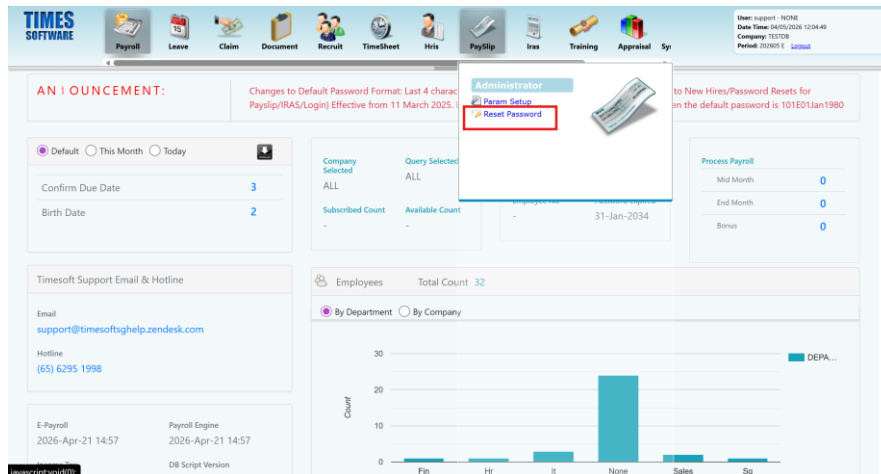 TIMES
SOFTWARE
Payroll
Leave
Claim
Document
Recruit
TimeSheet
Hris
PaySlip
Iras
Training
Appraisal
Sy
User: support - NONE
Date Time: 04/05/2026 12:04:49
Company: TESTDB
Period: 202605 E Logout
AN OUNCEMENT:
Changes to Default Password Format: Last 4 charac
to New Hires/Password Resets for
Payslip/IRAS/Login) Effective from 11 March 2025.
en the default password is 101E01Jan1980
Administrator
Param Setup
Reset Password
Default
This Month
Today
Confirm Due Date 3
Birth Date 2
Company Selected
ALL
Query Selected
ALL
Subscribed Count
-
Available Count
-
-
31-Jan-2034
Process Payroll
Mid Month 0
End Month 0
Bonus 0
Timesoft Support Email & Hotline
Email
support@timesoftsghelp.zendesk.com
Hotline
(65) 6295 1998
Employees Total Count 32
By Department
By Company
Count
30
20
10
0
Fin
Hr
It
None
Sales
Sg
DEPA...
E-Payroll
2026-Apr-21 14:57
Payroll Engine
2026-Apr-21 14:57
DB Script Version
javascript:void(0);